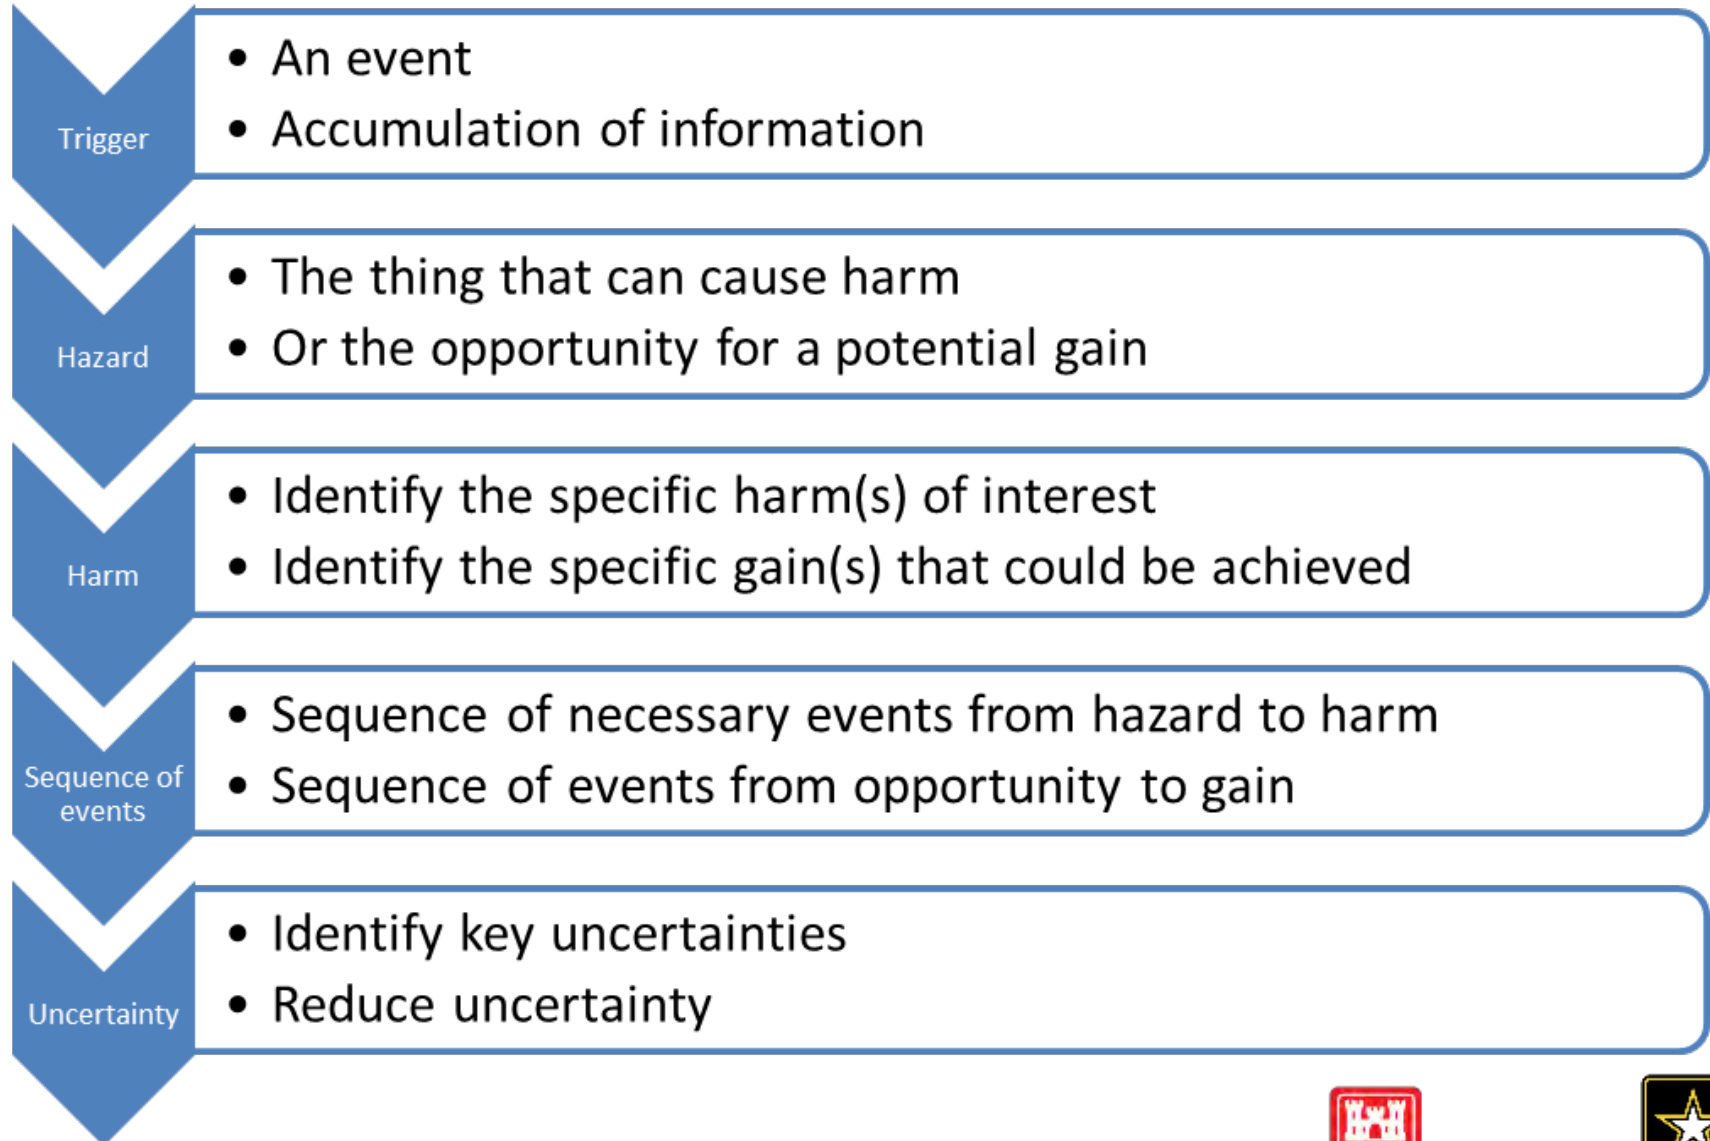 Trigger
• An event
• Accumulation of information
Hazard
• The thing that can cause harm
• Or the opportunity for a potential gain
Harm
• Identify the specific harm(s) of interest
• Identify the specific gain(s) that could be achieved
Sequence of
events
• Sequence of necessary events from hazard to harm
• Sequence of events from opportunity to gain
Uncertainty
• Identify key uncertainties
• Reduce uncertainty